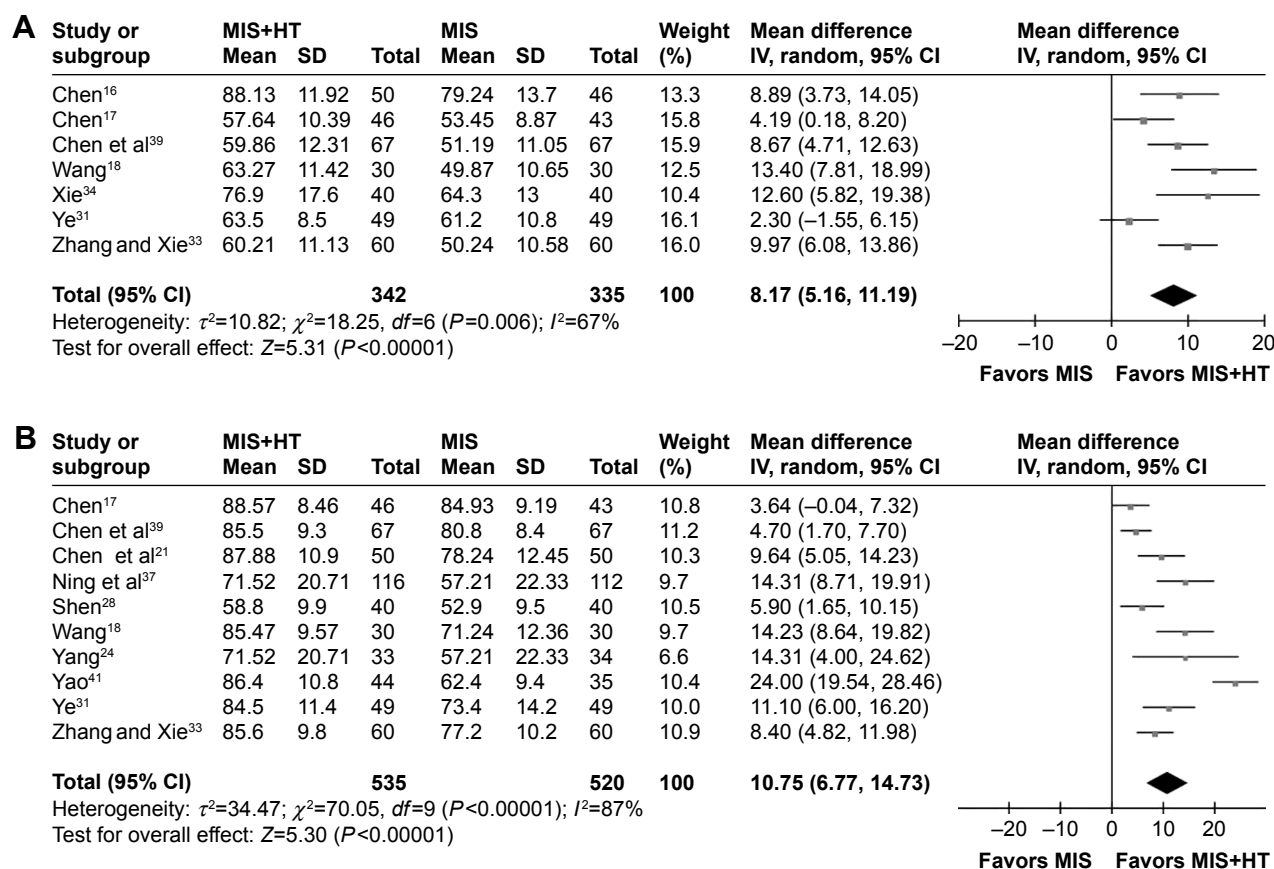 A Study or MIS+HT MIS Weight Mean difference Mean difference
subgroup Mean SD Total Mean SD Total (%) IV, random, 95% CI IV, random, 95% CI
Chen16 88.13 11.92 50 79.24 13.7 46 13.3 8.89 (3.73, 14.05)
Chen17 57.64 10.39 46 53.45 8.87 43 15.8 4.19 (0.18, 8.20)
Chen et al39 59.86 12.31 67 51.19 11.05 67 15.9 8.67 (4.71, 12.63)
Wang18 63.27 11.42 30 49.87 10.65 30 12.5 13.40 (7.81, 18.99)
Xie34 76.9 17.6 40 64.3 13 40 10.4 12.60 (5.82, 19.38)
Ye31 63.5 8.5 49 61.2 10.8 49 16.1 2.30 (–1.55, 6.15)
Zhang and Xie33 60.21 11.13 60 50.24 10.58 60 16.0 9.97 (6.08, 13.86)
Total (95% CI) 342 335 100 8.17 (5.16, 11.19)
Heterogeneity: τ²=10.82; χ²=18.25, df=6 (P=0.006); I²=67%
Test for overall effect: Z=5.31 (P<0.00001)
–20 –10 0 10 20
Favors MIS Favors MIS+HT
B Study or MIS+HT MIS Weight Mean difference Mean difference
subgroup Mean SD Total Mean SD Total (%) IV, random, 95% CI IV, random, 95% CI
Chen17 88.57 8.46 46 84.93 9.19 43 10.8 3.64 (–0.04, 7.32)
Chen et al39 85.5 9.3 67 80.8 8.4 67 11.2 4.70 (1.70, 7.70)
Chen et al21 87.88 10.9 50 78.24 12.45 50 10.3 9.64 (5.05, 14.23)
Ning et al37 71.52 20.71 116 57.21 22.33 112 9.7 14.31 (8.71, 19.91)
Shen28 58.8 9.9 40 52.9 9.5 40 10.5 5.90 (1.65, 10.15)
Wang18 85.47 9.57 30 71.24 12.36 30 9.7 14.23 (8.64, 19.82)
Yang24 71.52 20.71 33 57.21 22.33 34 6.6 14.31 (4.00, 24.62)
Yao41 86.4 10.8 44 62.4 9.4 35 10.4 24.00 (19.54, 28.46)
Ye31 84.5 11.4 49 73.4 14.2 49 10.0 11.10 (6.00, 16.20)
Zhang and Xie33 85.6 9.8 60 77.2 10.2 60 10.9 8.40 (4.82, 11.98)
Total (95% CI) 535 520 100 10.75 (6.77, 14.73)
Heterogeneity: τ²=34.47; χ²=70.05, df=9 (P<0.00001); I²=87%
Test for overall effect: Z=5.30 (P<0.00001)
–20 –10 0 10 20
Favors MIS Favors MIS+HT